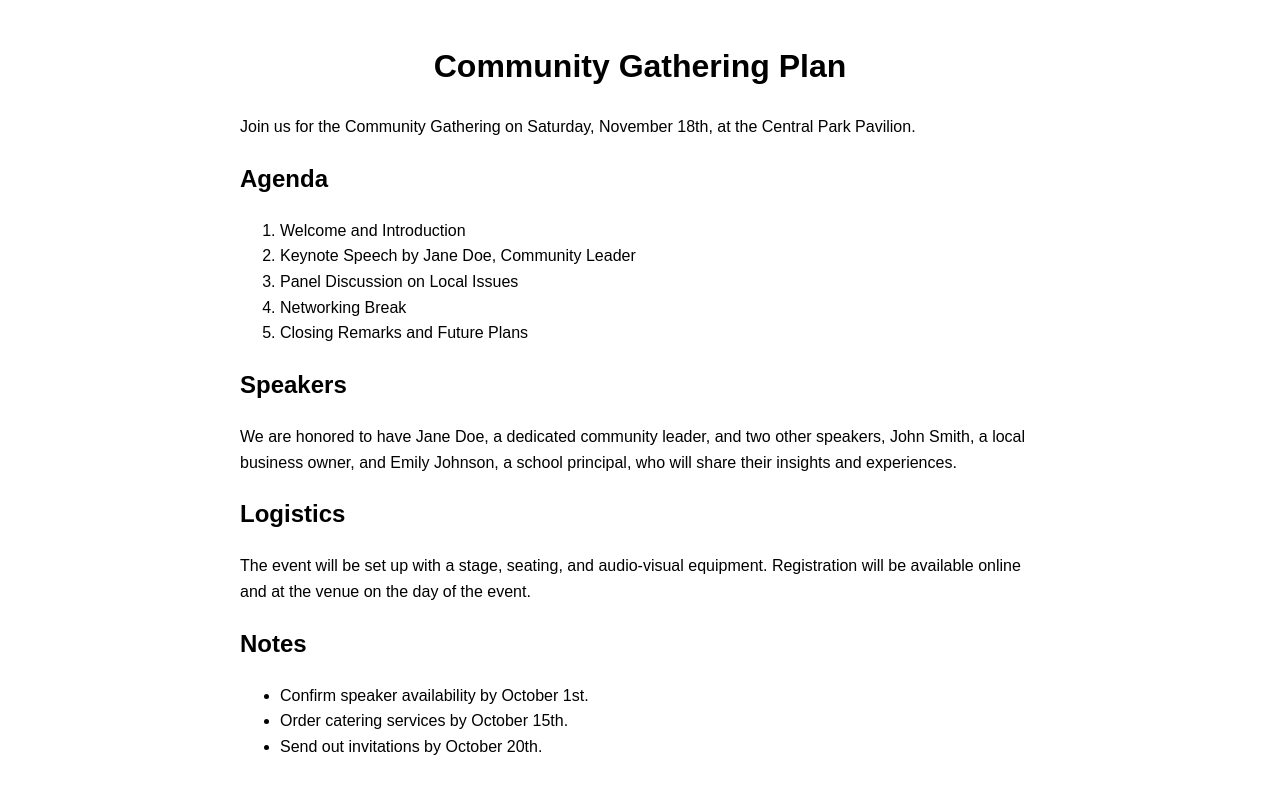 Community Gathering Plan
Join us for the Community Gathering on Saturday, November 18th, at the Central Park Pavilion.
Agenda
1. Welcome and Introduction
2. Keynote Speech by Jane Doe, Community Leader
3. Panel Discussion on Local Issues
4. Networking Break
5. Closing Remarks and Future Plans
Speakers
We are honored to have Jane Doe, a dedicated community leader, and two other speakers, John Smith, a local
business owner, and Emily Johnson, a school principal, who will share their insights and experiences.
Logistics
The event will be set up with a stage, seating, and audio-visual equipment. Registration will be available online
and at the venue on the day of the event.
Notes
• Confirm speaker availability by October 1st.
• Order catering services by October 15th.
• Send out invitations by October 20th.